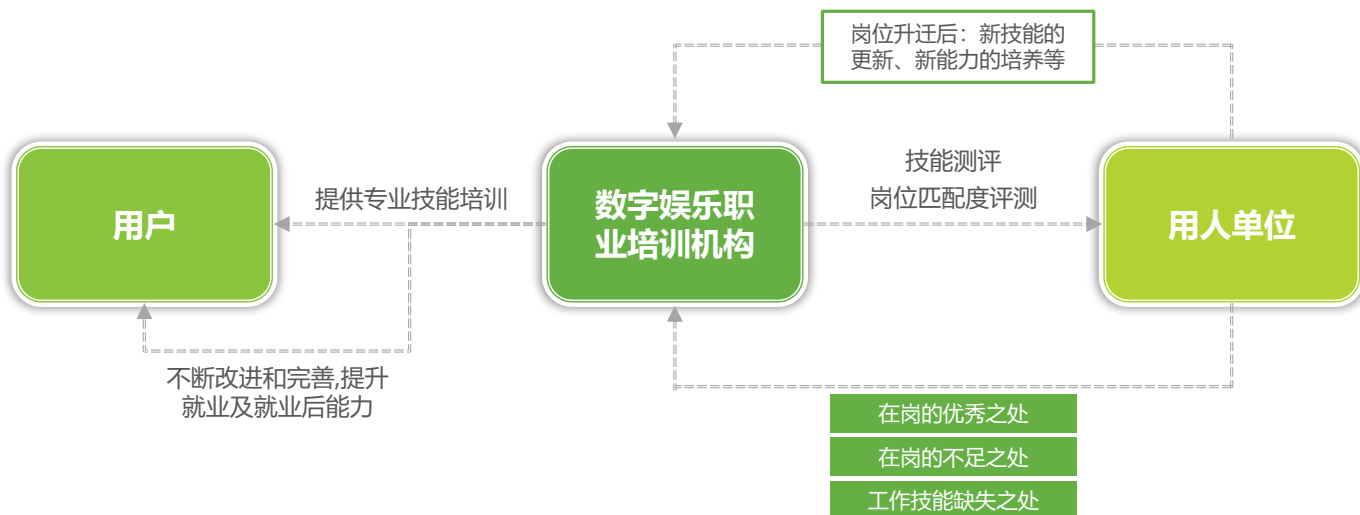 岗位升迁后：新技能的
更新、新能力的培养等
用户
提供专业技能培训
数字娱乐职
业培训机构
技能测评
岗位匹配度评测
用人单位
不断改进和完善,提升
就业及就业后能力
在岗的优秀之处
在岗的不足之处
工作技能缺失之处